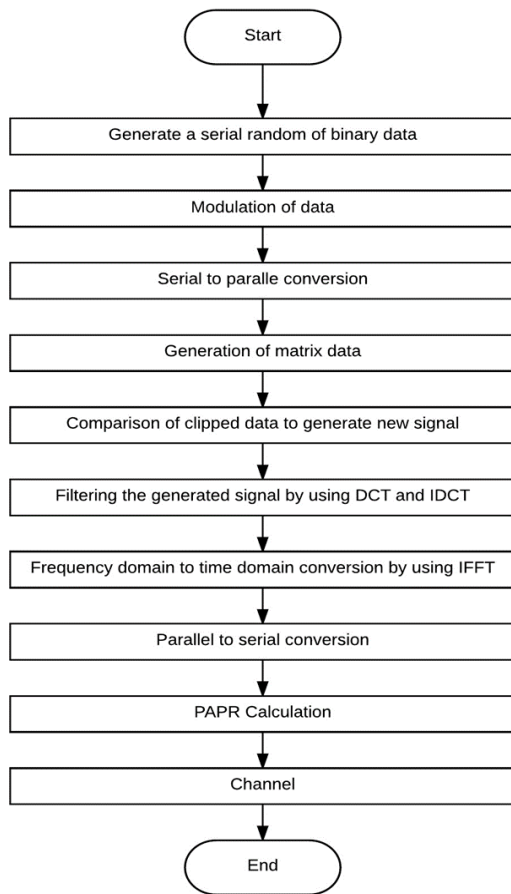 Start
Generate a serial random of binary data
Modulation of data
Serial to paralle conversion
Generation of matrix data
Comparison of clipped data to generate new signal
Filtering the generated signal by using DCT and IDCT
Frequency domain to time domain conversion by using IFFT
Parallel to serial conversion
PAPR Calculation
Channel
End